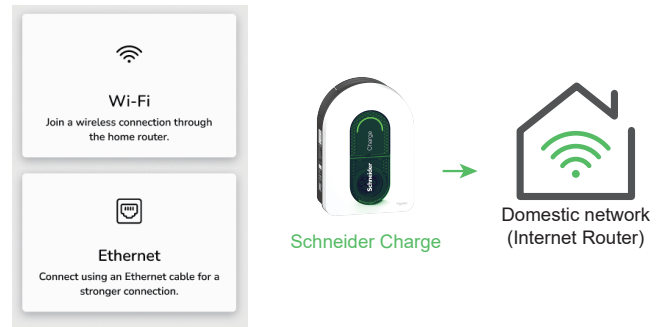 Wi-Fi
Join a wireless connection through
the home router.
Ethernet
Connect using an Ethernet cable for a
stronger connection.
Charge
Schneider
Schneider Charge
Domestic network
(Internet Router)